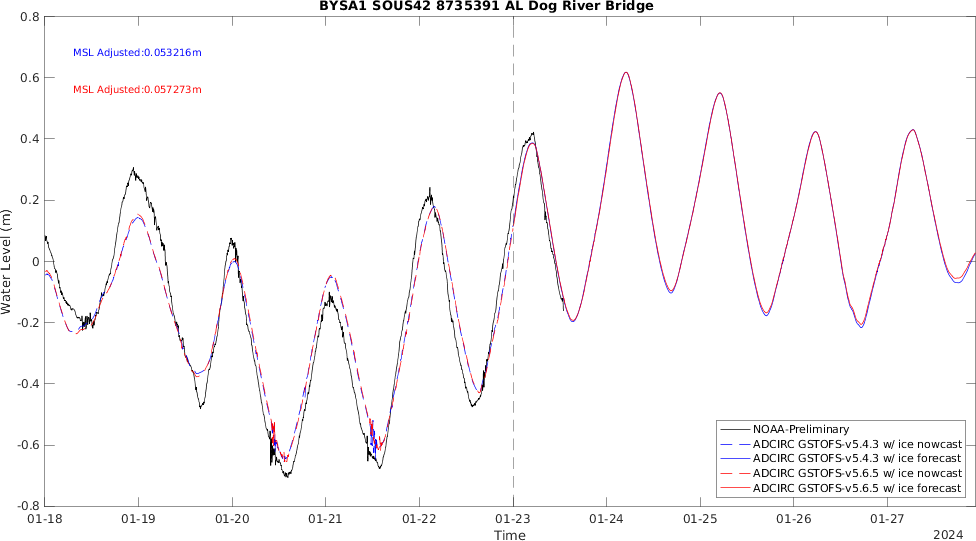 BYSA1 SOUS42 8735391 AL Dog River Bridge
MSL Adjusted:0.053216m
MSL Adjusted:0.057273m
Water Level (m)
0.8
0.6
0.4
0.2
0
-0.2
-0.4
-0.6
-0.8
NOAA-Preliminary
ADCIRC GSTOFS-v5.4.3 w/ ice nowcast
ADCIRC GSTOFS-v5.4.3 w/ ice forecast
ADCIRC GSTOFS-v5.6.5 w/ ice nowcast
ADCIRC GSTOFS-v5.6.5 w/ ice forecast
01-18 01-19 01-20 01-21 01-22 01-23 01-24 01-25 01-26 01-27
Time
2024